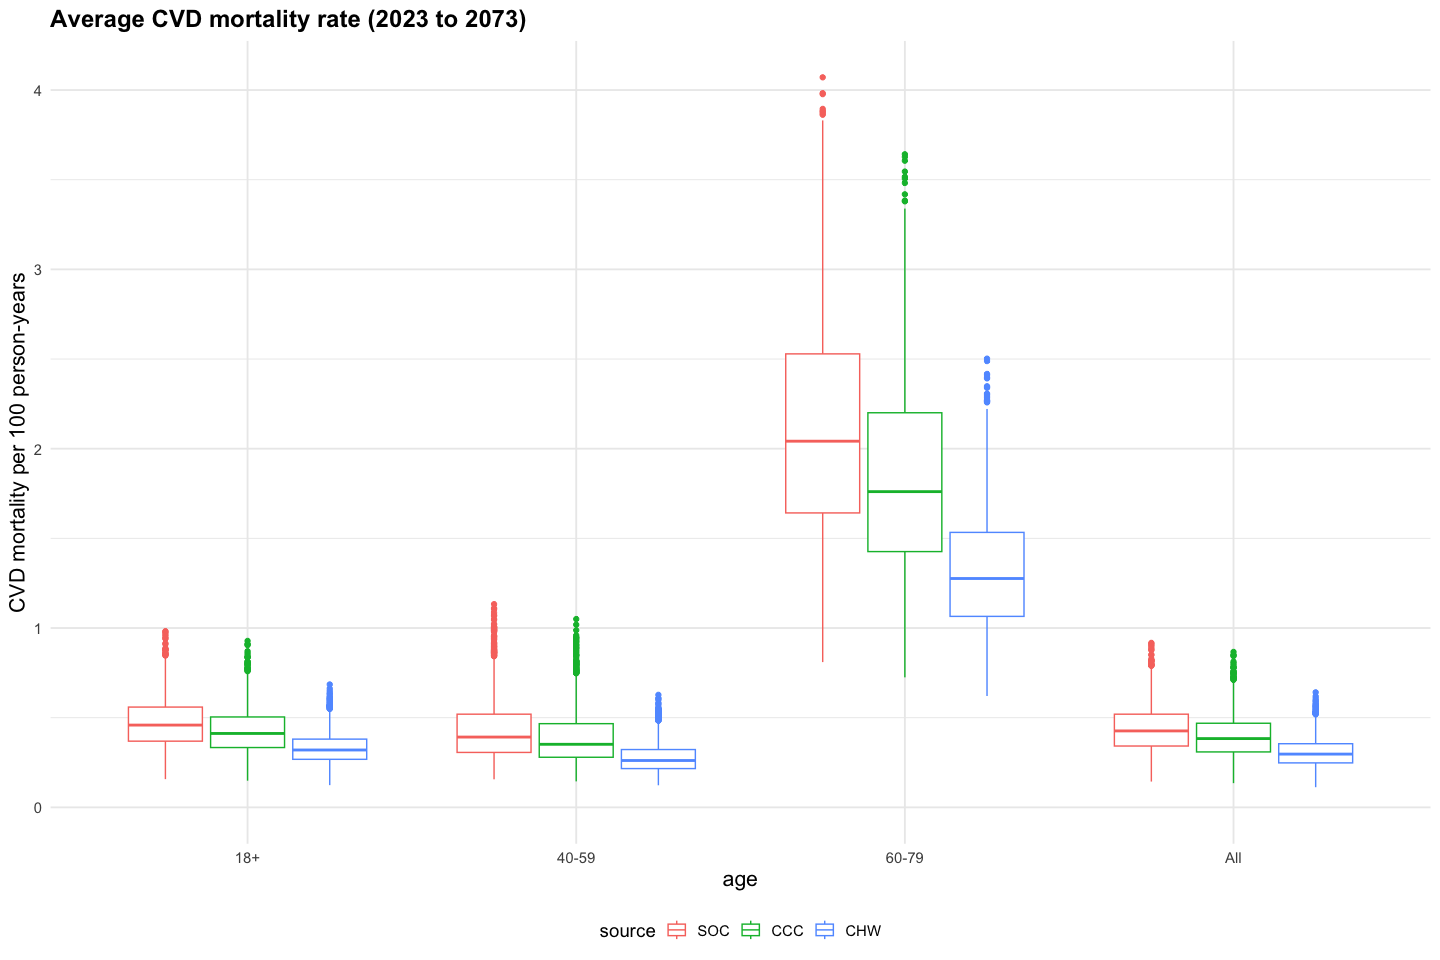 Average CVD mortality rate (2023 to 2073)
CVD mortality per 100 person-years
4
3
2
1
0
18+ 40-59 60-79 All
age
source SOC CCC CHW